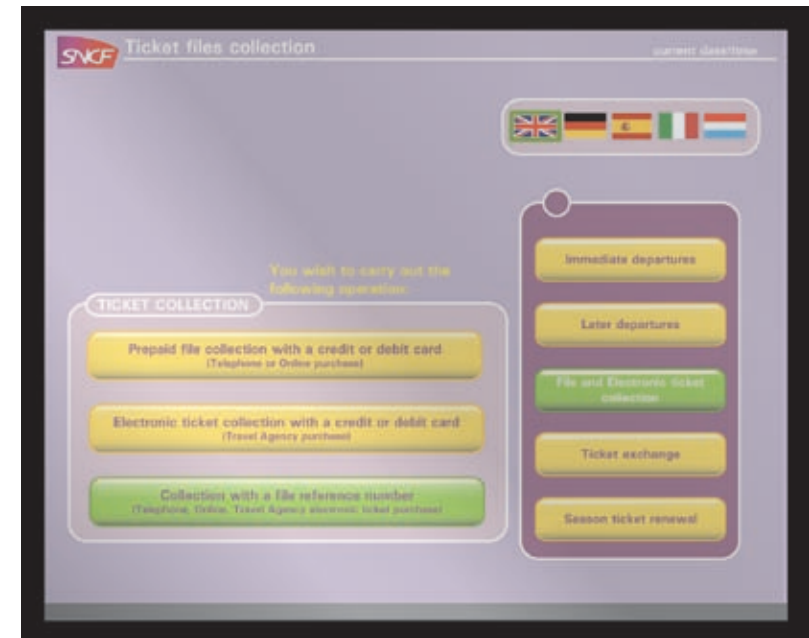 SNCF
Ticket files collection
current date/time
You wish to carry out the
following operation:
TICKET COLLECTION
Prepaid file collection with a credit or debit card
(Telephone or Online purchase)
Electronic ticket collection with a credit or debit card
(Travel Agency purchase)
Collection with a file reference number
(Telephone, Online, Travel Agency electronic ticket purchase)
Immediate departures
Later departures
File and Electronic ticket
collection
Ticket exchange
Season ticket renewal